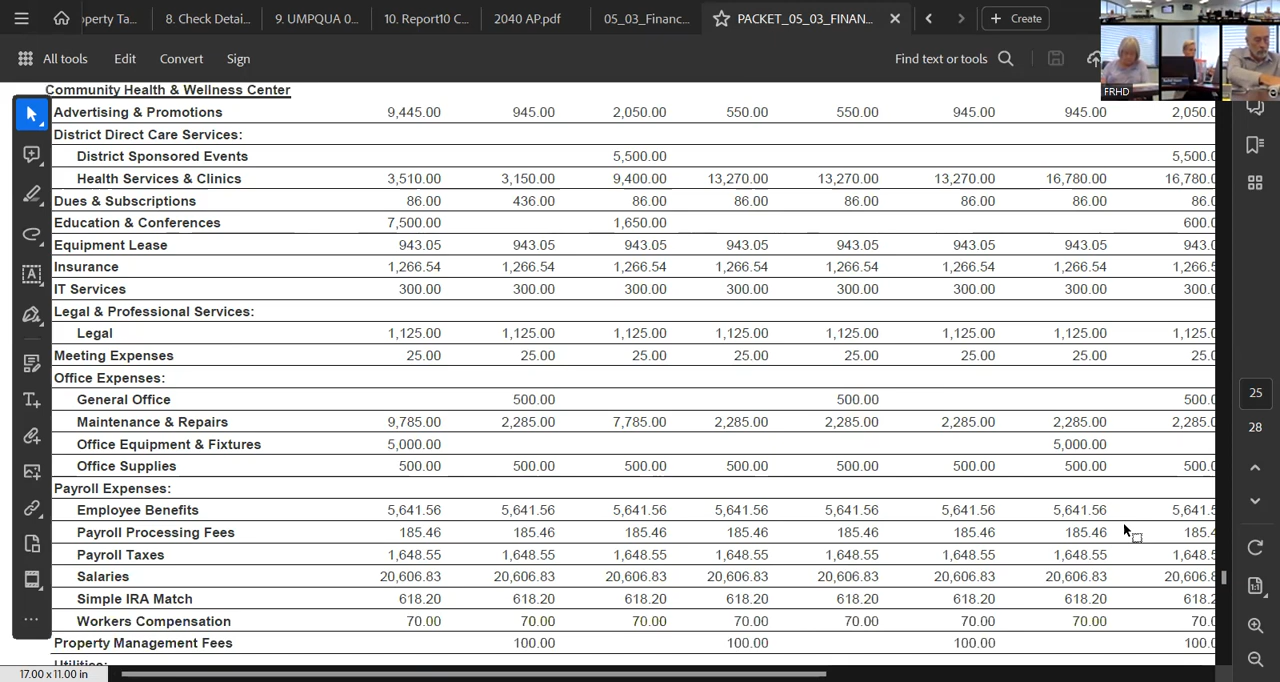 perty Ta...
8. Check Detai...
9. UMPQUA 0...
10. Report10 C...
2040 AP.pdf
05_03_Financ...
PACKET_05_03_FINAN...
Create
All tools
Edit
Convert
Sign
Find text or tools
FRHD
Community Health & Wellness Center
Advertising & Promotions 9,445.00 945.00 2,050.00 550.00 550.00 945.00 945.00 2,050.0
District Direct Care Services:
District Sponsored Events 5,500.00 5,500.0
Health Services & Clinics 3,510.00 3,150.00 9,400.00 13,270.00 13,270.00 13,270.00 16,780.00 16,780.0
Dues & Subscriptions 86.00 436.00 86.00 86.00 86.00 86.00 86.00 86.0
Education & Conferences 7,500.00 1,650.00 600.0
Equipment Lease 943.05 943.05 943.05 943.05 943.05 943.05 943.05 943.0
Insurance 1,266.54 1,266.54 1,266.54 1,266.54 1,266.54 1,266.54 1,266.54 1,266.5
IT Services 300.00 300.00 300.00 300.00 300.00 300.00 300.00 300.0
Legal & Professional Services:
Legal 1,125.00 1,125.00 1,125.00 1,125.00 1,125.00 1,125.00 1,125.00 1,125.0
Meeting Expenses 25.00 25.00 25.00 25.00 25.00 25.00 25.00 25.0
Office Expenses:
General Office 500.00 500.00 500.0
Maintenance & Repairs 9,785.00 2,285.00 7,785.00 2,285.00 2,285.00 2,285.00 2,285.00 2,285.0
Office Equipment & Fixtures 5,000.00 5,000.00
Office Supplies 500.00 500.00 500.00 500.00 500.00 500.00 500.00 500.0
Payroll Expenses:
Employee Benefits 5,641.56 5,641.56 5,641.56 5,641.56 5,641.56 5,641.56 5,641.56 5,641.5
Payroll Processing Fees 185.46 185.46 185.46 185.46 185.46 185.46 185.46 185.4
Payroll Taxes 1,648.55 1,648.55 1,648.55 1,648.55 1,648.55 1,648.55 1,648.55 1,648.5
Salaries 20,606.83 20,606.83 20,606.83 20,606.83 20,606.83 20,606.83 20,606.83 20,606.8
Simple IRA Match 618.20 618.20 618.20 618.20 618.20 618.20 618.20 618.2
Workers Compensation 70.00 70.00 70.00 70.00 70.00 70.00 70.00 70.0
Property Management Fees 100.00 100.00 100.00 100.0
Utilities:
25
28
17.00 x 11.00 in